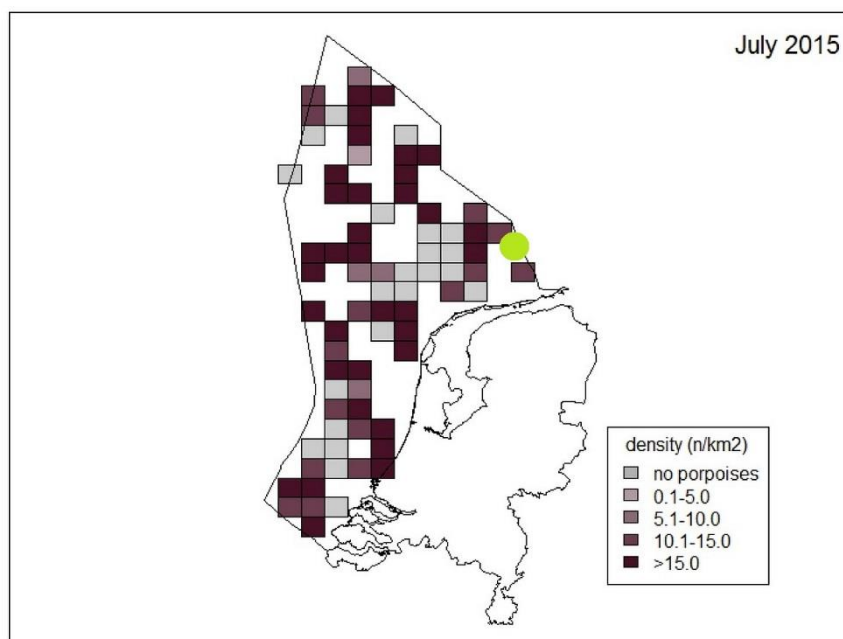 July 2015
density (n/km2)
no porpoises
0.1-5.0
5.1-10.0
10.1-15.0
>15.0